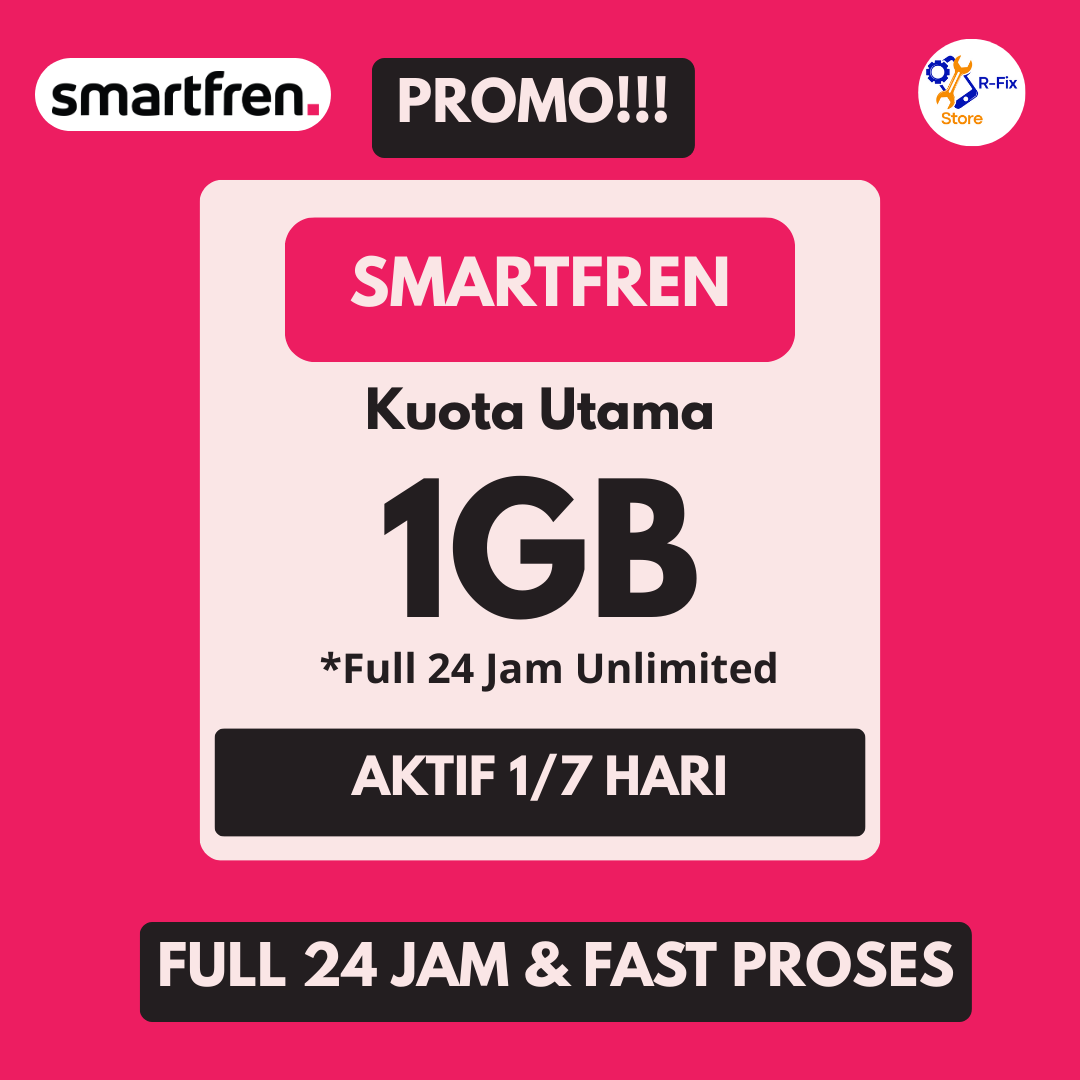 smartfren.
PROMO!!!
R-Fix
Store
SMARTFREN
Kuota Utama
1GB
*Full 24 Jam Unlimited
AKTIF 1/7 HARI
FULL 24 JAM & FAST PROSES